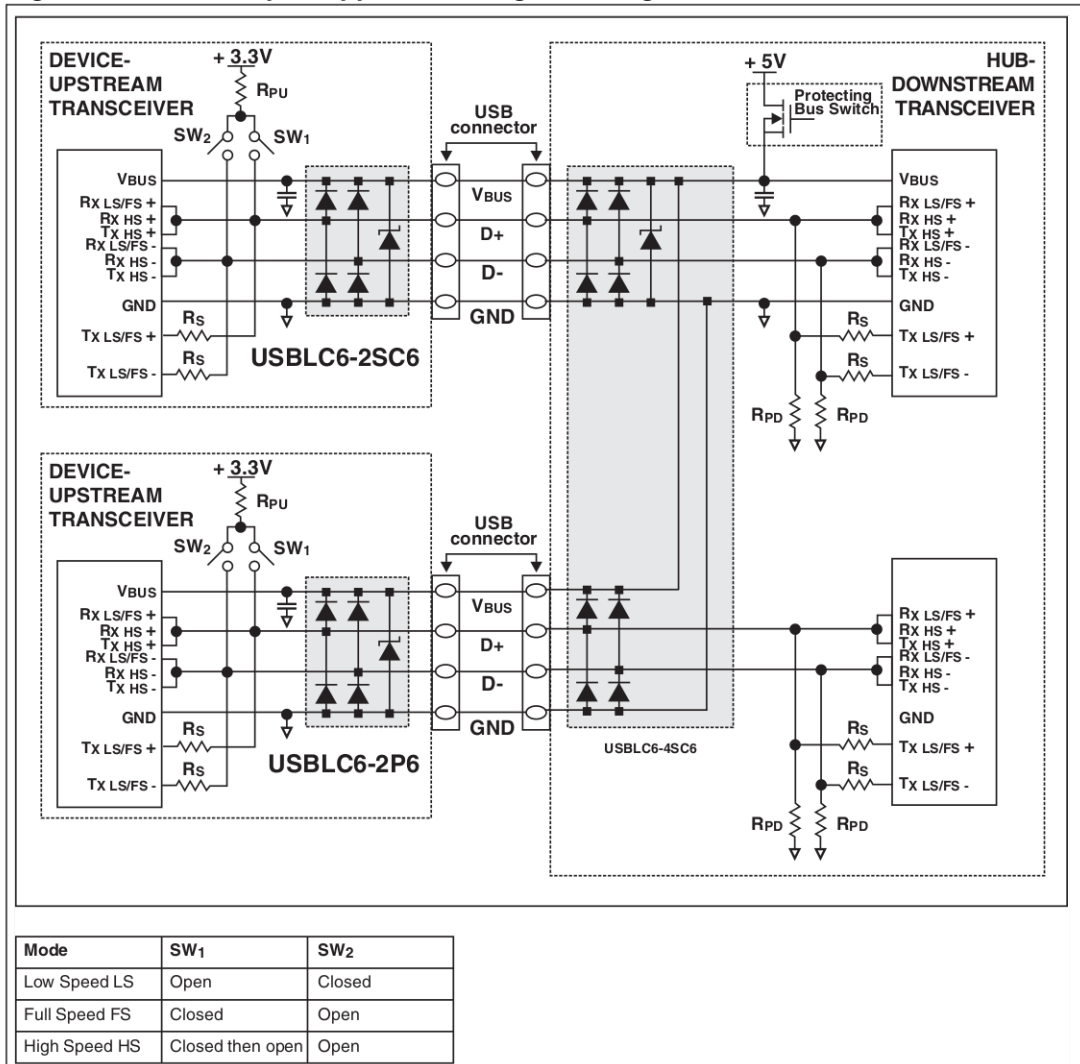 DEVICE-
UPSTREAM
TRANSCEIVER
+ 3.3V
RPU
SW2
SW1
VBUS
RX LS/FS +
RX HS +
TX HS +
RX LS/FS -
RX HS -
TX HS -
GND
TX LS/FS +
TX LS/FS -
RS
RS
USBLC6-2SC6
USB
connector
VBUS
D+
D-
GND
+ 5V
Protecting
Bus Switch
HUB-
DOWNSTREAM
TRANSCEIVER
VBUS
RX LS/FS +
RX HS +
TX HS +
RX LS/FS -
RX HS -
TX HS -
GND
TX LS/FS +
TX LS/FS -
RS
RS
RPD
RPD
DEVICE-
UPSTREAM
TRANSCEIVER
+ 3.3V
RPU
SW2
SW1
VBUS
RX LS/FS +
RX HS +
TX HS +
RX LS/FS -
RX HS -
TX HS -
GND
TX LS/FS +
TX LS/FS -
RS
RS
USBLC6-2P6
USB
connector
VBUS
D+
D-
GND
USBLC6-4SC6
RX LS/FS +
RX HS +
TX HS +
RX LS/FS -
RX HS -
TX HS -
GND
TX LS/FS +
TX LS/FS -
RS
RS
RPD
RPD
Mode SW1 SW2
Low Speed LS Open Closed
Full Speed FS Closed Open
High Speed HS Closed then open Open